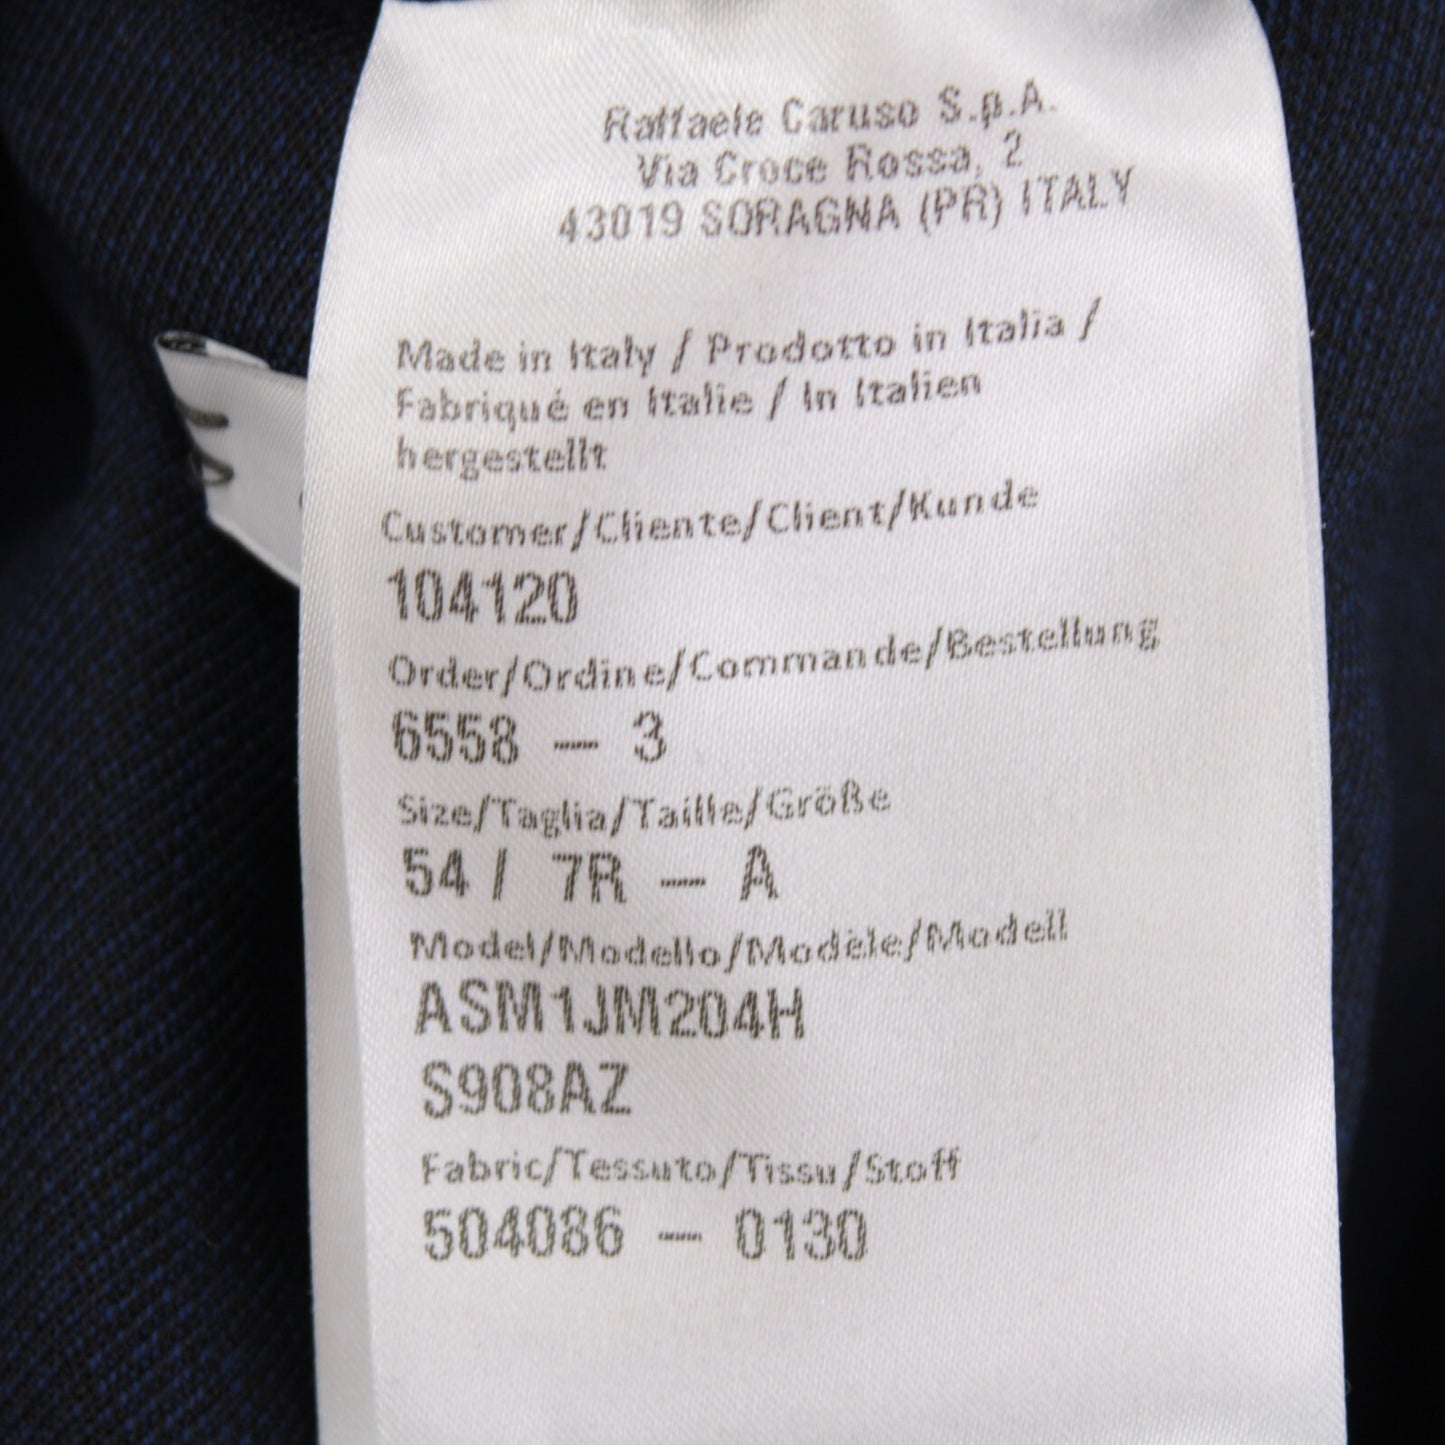 Raffaele Caruso S.p.A.
Via Croce Rossa, 2
43019 SORAGNA (PR) ITALY
Made in Italy / Prodotto in Italia /
Fabriqué en Italie / In Italien
hergestellt
Customer/Cliente/Client/Kunde
104120
Order/Ordine/Commande/Bestellung
6558 — 3
Size/Taglia/Taille/Größe
54 / 7R — A
Model/Modello/Modèle/Modell
ASM1JM204H
S908AZ
Fabric/Tessuto/Tissu/Stoff
504086 — 0130